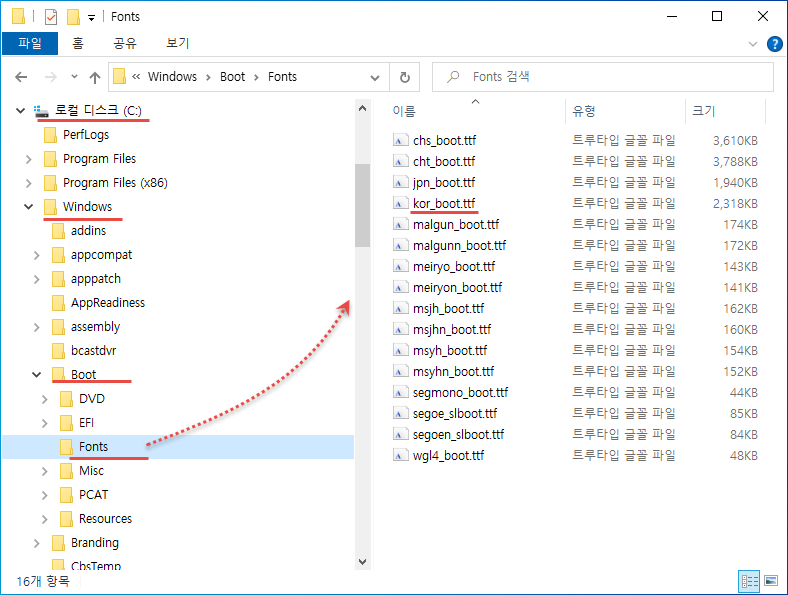 Fonts
파일 홈 공유 보기
« Windows › Boot › Fonts
Fonts 검색
로컬 디스크 (C:)
PerfLogs
Program Files
Program Files (x86)
Windows
addins
appcompat
apppatch
AppReadiness
assembly
bcastdvr
Boot
DVD
EFI
Fonts
Misc
PCAT
Resources
Branding
CbsTemp
이름 유형 크기
chs_boot.ttf 트루타입 글꼴 파일 3,610KB
cht_boot.ttf 트루타입 글꼴 파일 3,788KB
jpn_boot.ttf 트루타입 글꼴 파일 1,940KB
kor_boot.ttf 트루타입 글꼴 파일 2,318KB
malgun_boot.ttf 트루타입 글꼴 파일 174KB
malgunn_boot.ttf 트루타입 글꼴 파일 172KB
meiryo_boot.ttf 트루타입 글꼴 파일 143KB
meiryon_boot.ttf 트루타입 글꼴 파일 141KB
msjh_boot.ttf 트루타입 글꼴 파일 162KB
msjhn_boot.ttf 트루타입 글꼴 파일 160KB
msyh_boot.ttf 트루타입 글꼴 파일 154KB
msyhn_boot.ttf 트루타입 글꼴 파일 152KB
segmono_boot.ttf 트루타입 글꼴 파일 44KB
segoe_slboot.ttf 트루타입 글꼴 파일 85KB
segoen_slboot.ttf 트루타입 글꼴 파일 84KB
wgl4_boot.ttf 트루타입 글꼴 파일 48KB
16개 항목